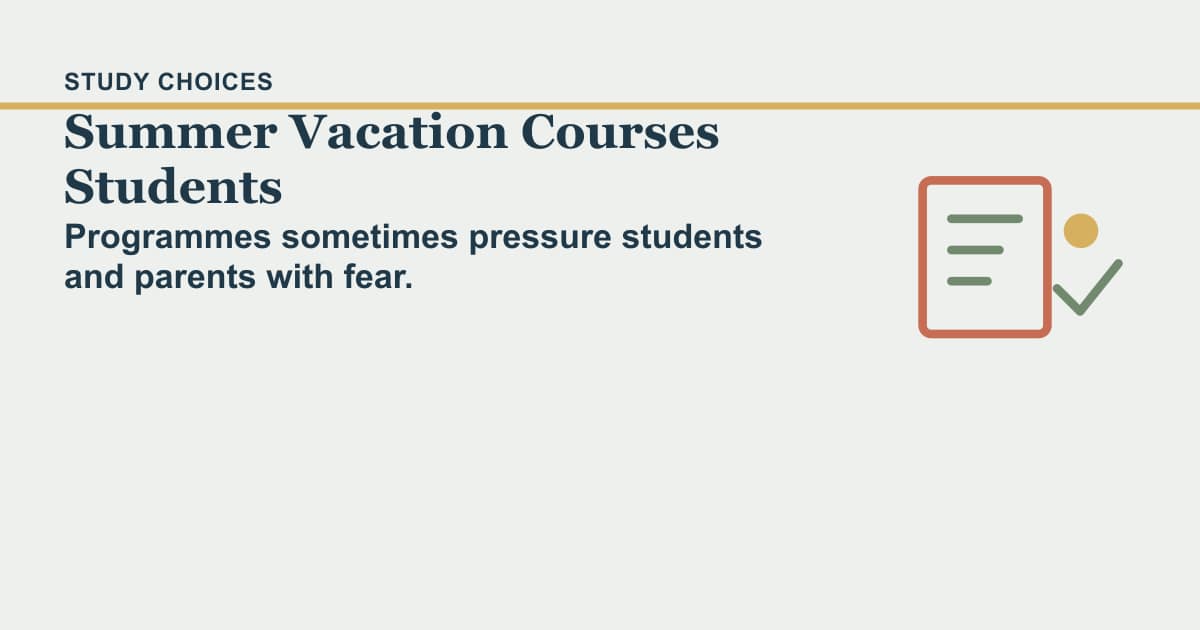 STUDY CHOICES
Summer Vacation Courses
Students
Programmes sometimes pressure students
and parents with fear.